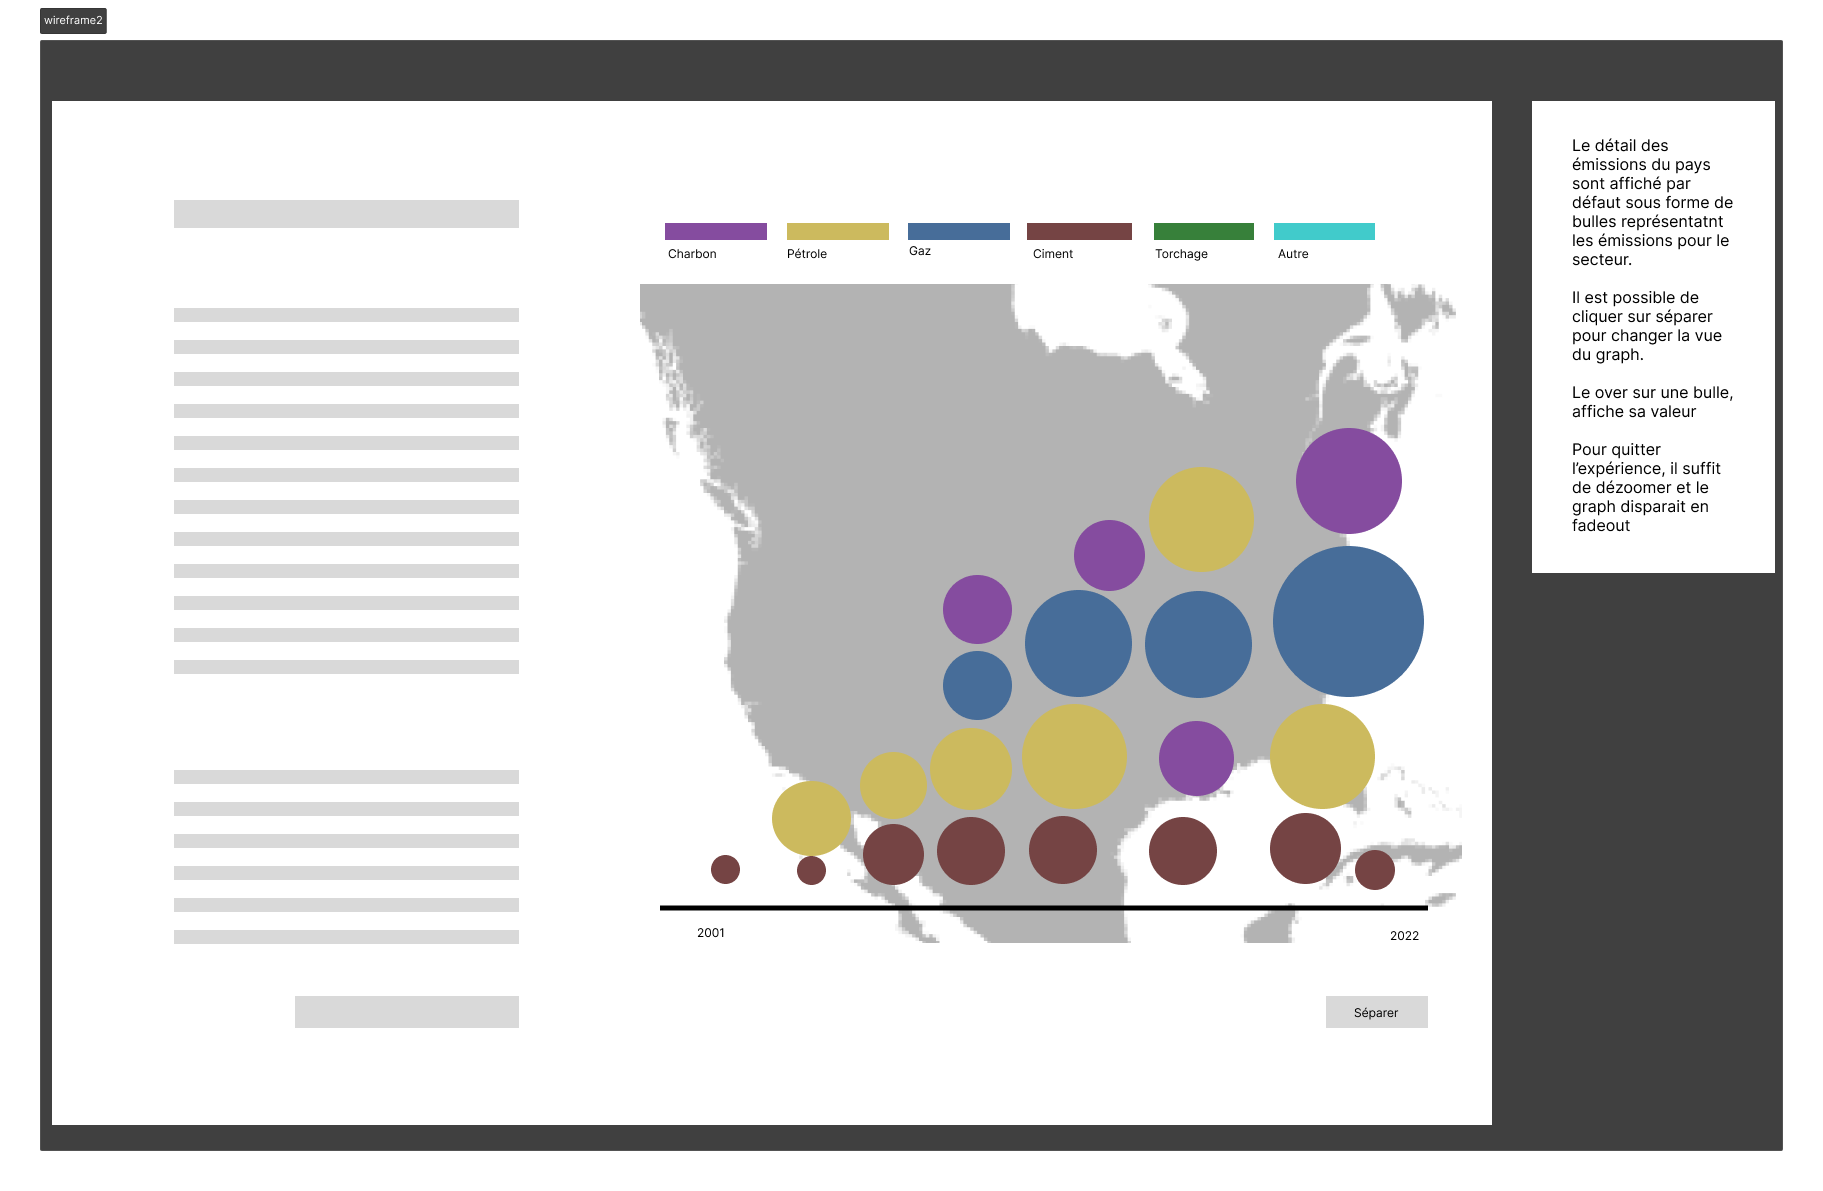 wireframe2
Charbon
Pétrole
Gaz
Ciment
Torchage
Autre
2001
2022
Séparer
Le détail des
émissions du pays
sont affiché par
défaut sous forme de
bulles représentatnt
les émissions pour le
secteur.
Il est possible de
cliquer sur séparer
pour changer la vue
du graph.
Le over sur une bulle,
affiche sa valeur
Pour quitter
l’expérience, il suffit
de dézoomer et le
graph disparait en
fadeout